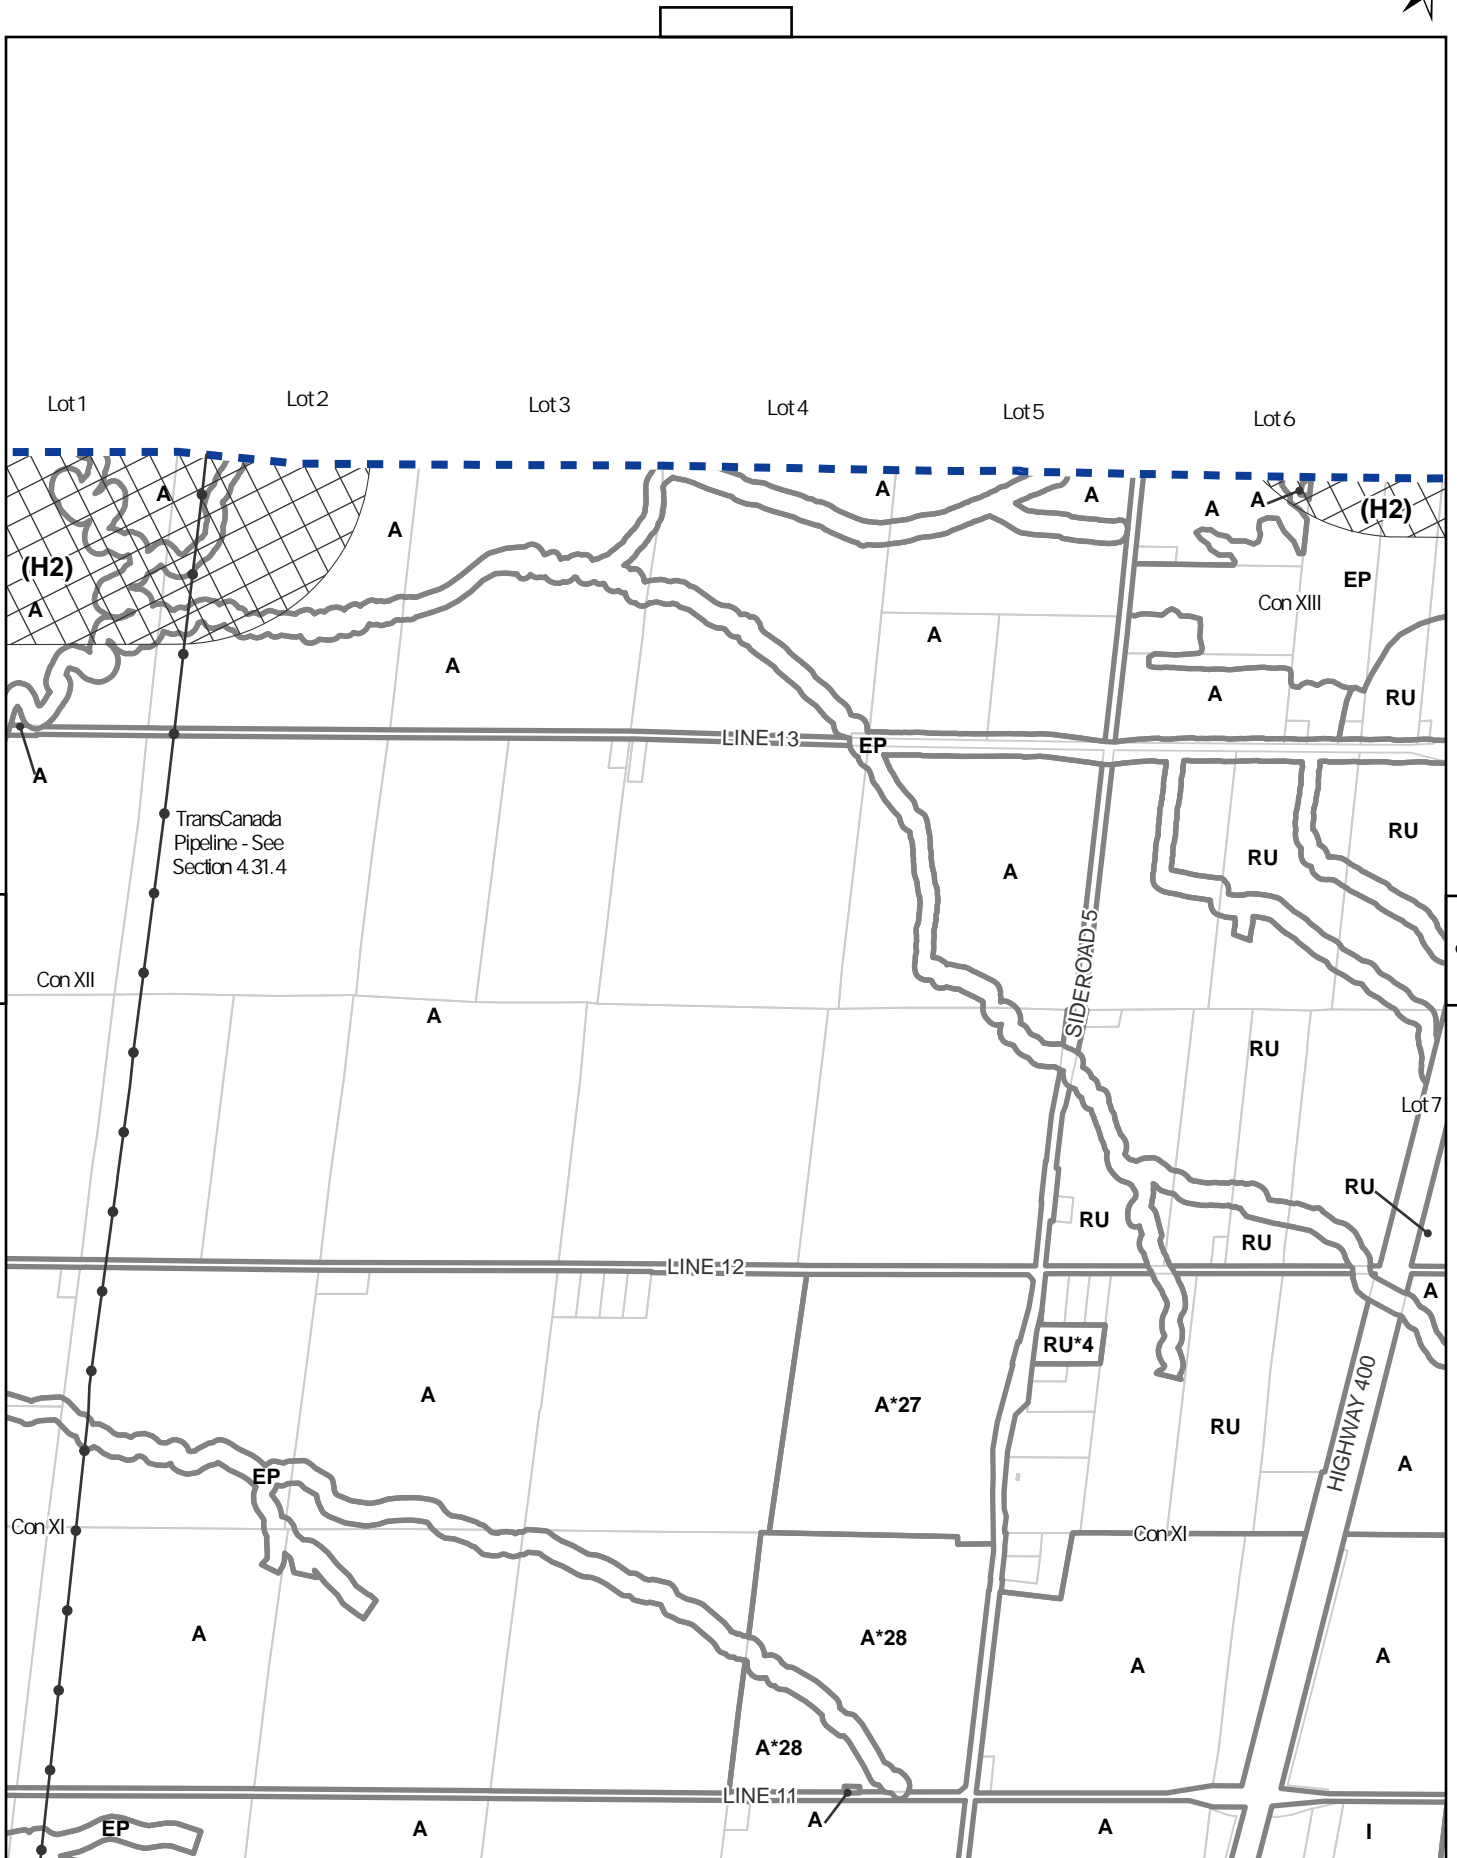 Lot 1
Lot 2
Lot 3
Lot 4
Lot 5
Lot 6
A
A
A
A
A
A
(H2)
(H2)
A
EP
Con XIII
A
A
A
A
RU
LINE 13
EP
A
TransCanada
Pipeline - See
Section 4.31.4
RU
RU
A
SIDEROAD 5
Con XII
A
RU
Lot 7
RU
RU
RU
LINE 12
A
RU*4
A
A*27
HIGHWAY 400
RU
A
EP
Con XI
Con XI
A
A*28
A
A
A*28
LINE 11
A
EP
A
A
I